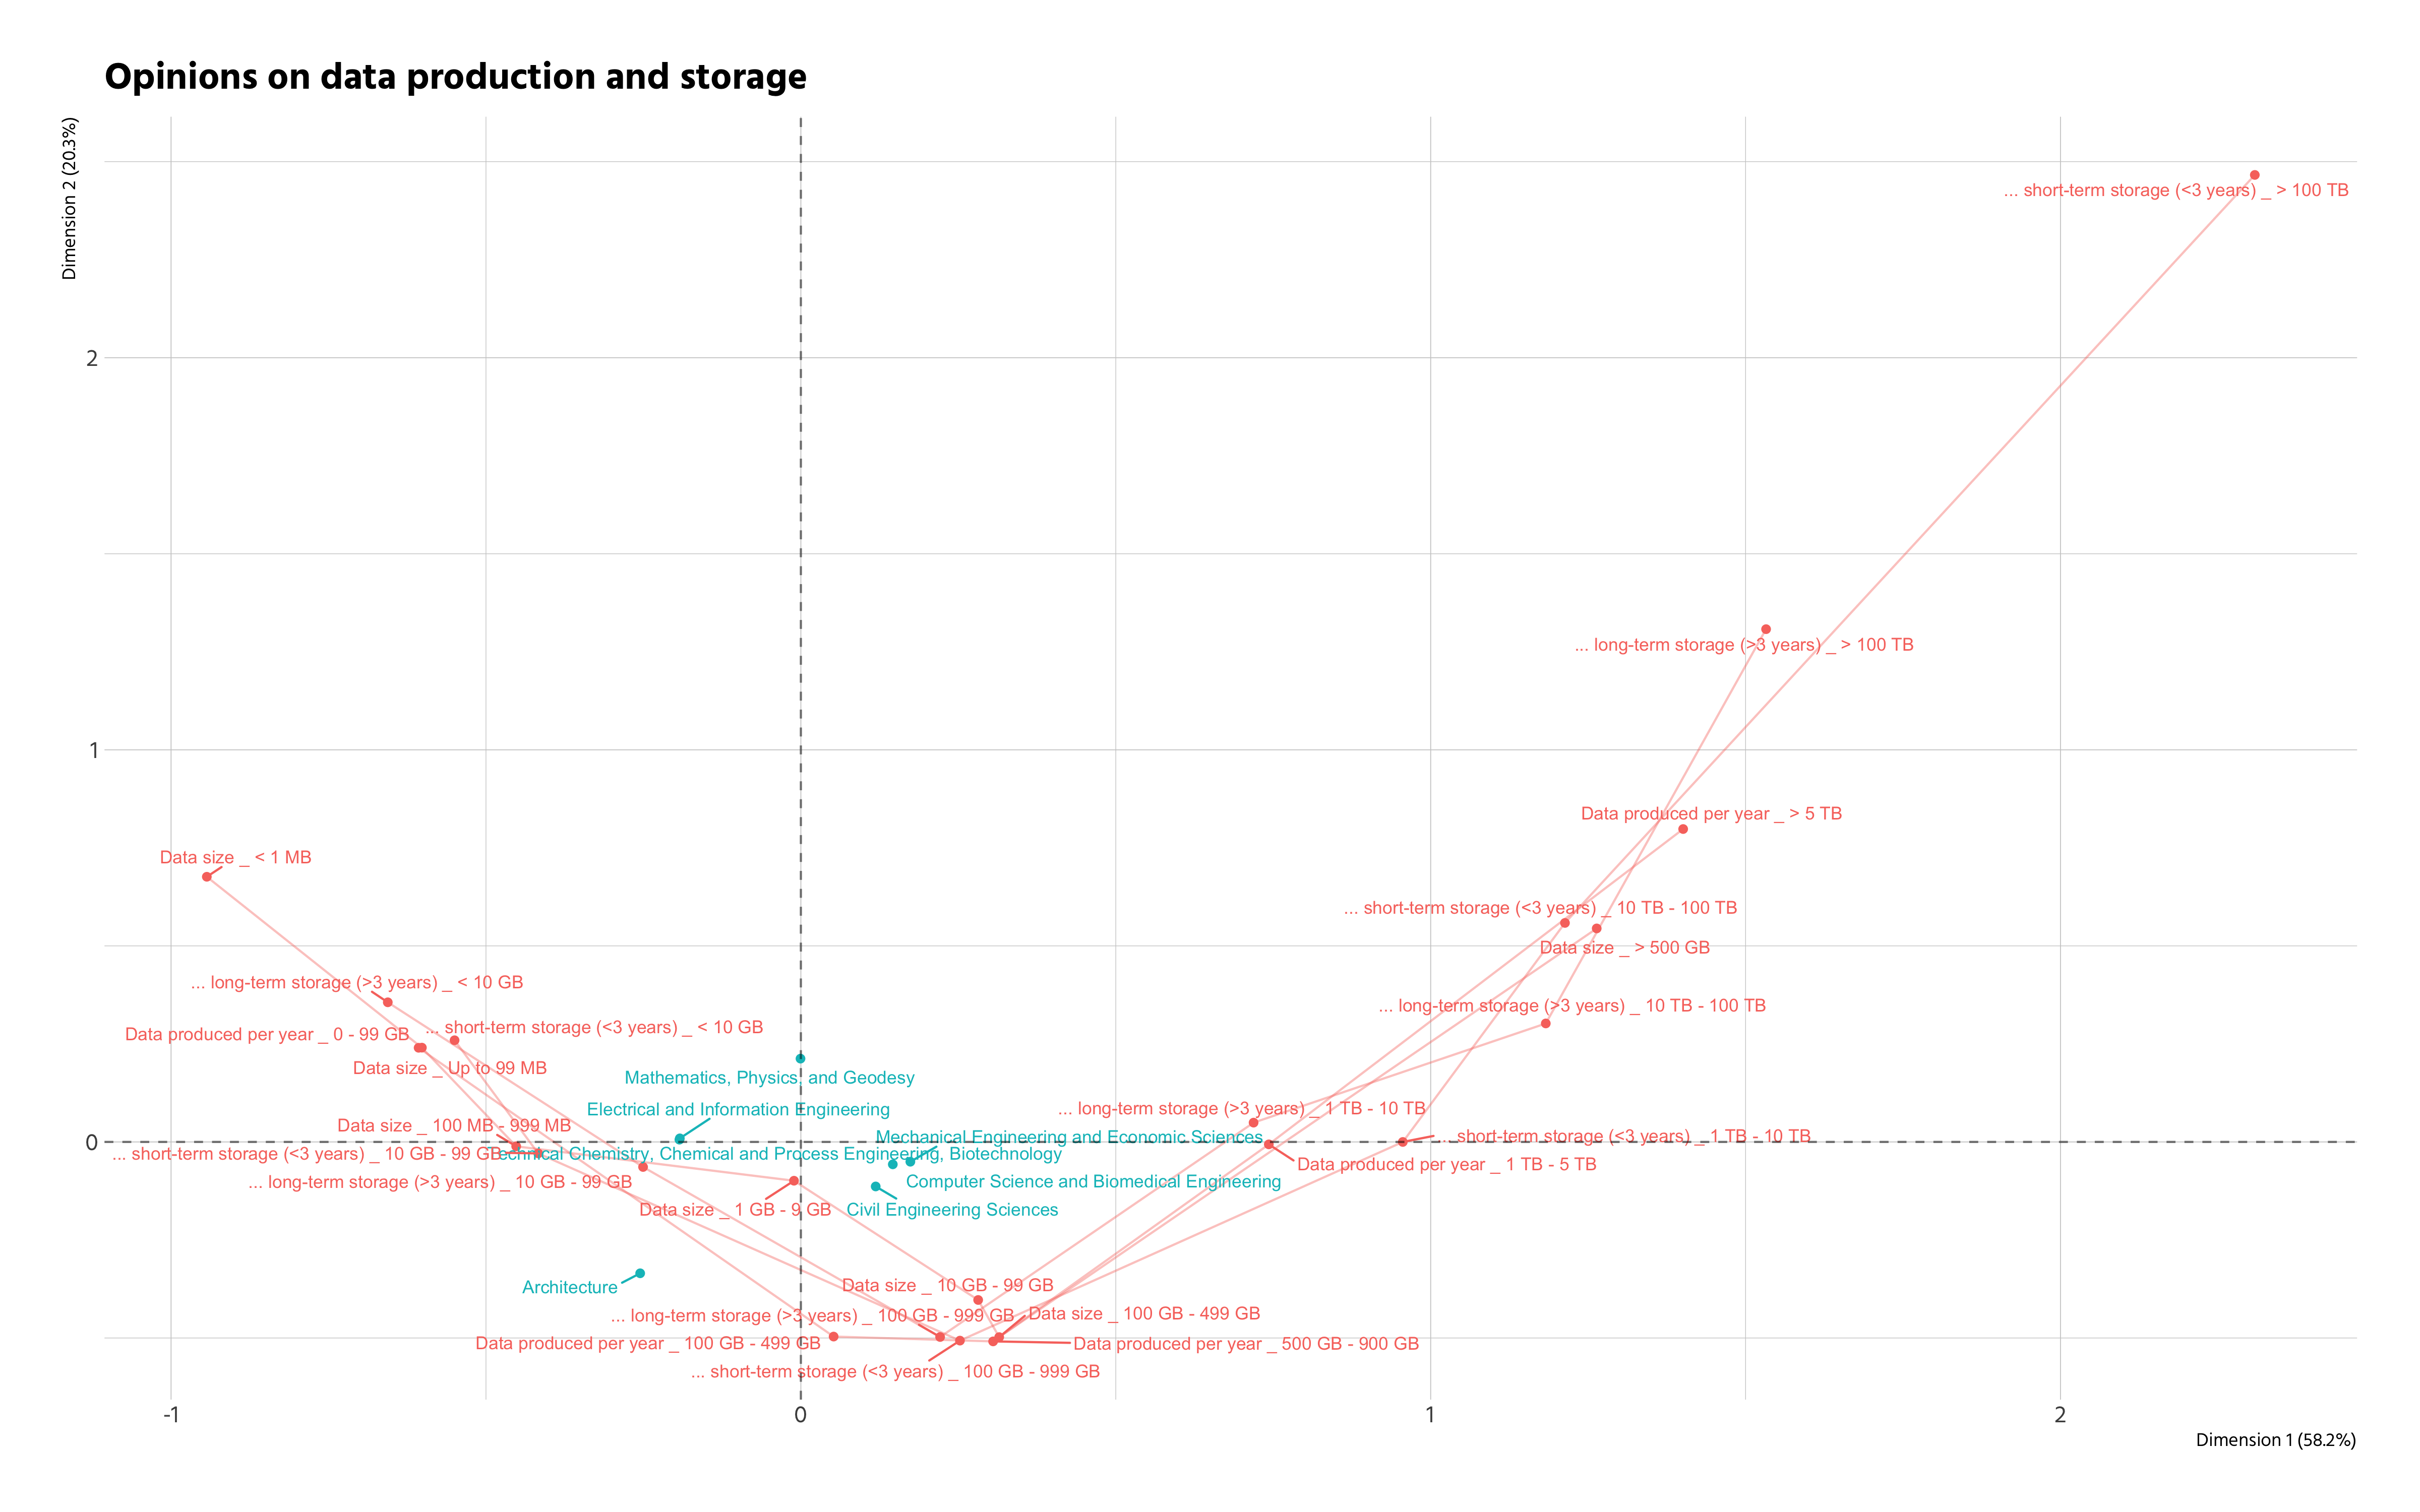 Opinions on data production and storage
Dimension 2 (20.3%)
... short-term storage (<3 years) _ > 100 TB
2
... long-term storage (>3 years) _ > 100 TB
1
Data produced per year _ > 5 TB
Data size _ < 1 MB
... short-term storage (<3 years) _ 10 TB - 100 TB
Data size _ > 500 GB
... long-term storage (>3 years) _ < 10 GB
... long-term storage (>3 years) _ 10 TB - 100 TB
... short-term storage (<3 years) _ < 10 GB
Data produced per year _ 0 - 99 GB
Data size _ Up to 99 MB
Mathematics, Physics, and Geodesy
Electrical and Information Engineering
... long-term storage (>3 years) _ 1 TB - 10 TB
Data size _ 100 MB - 999 MB
Mechanical Engineering and Economic Sciences
... short-term storage (<3 years) _ 1 TB - 10 TB
0
... short-term storage (<3 years) _ 10 GB - 99 GB
Technical Chemistry, Chemical and Process Engineering, Biotechnology
Data produced per year _ 1 TB - 5 TB
... long-term storage (>3 years) _ 10 GB - 99 GB
Computer Science and Biomedical Engineering
Data size _ 1 GB - 9 GB
Civil Engineering Sciences
Architecture
Data size _ 10 GB - 99 GB
... long-term storage (>3 years) _ 100 GB - 999 GB
Data size _ 100 GB - 499 GB
Data produced per year _ 100 GB - 499 GB
Data produced per year _ 500 GB - 900 GB
... short-term storage (<3 years) _ 100 GB - 999 GB
-1
0
1
2
Dimension 1 (58.2%)